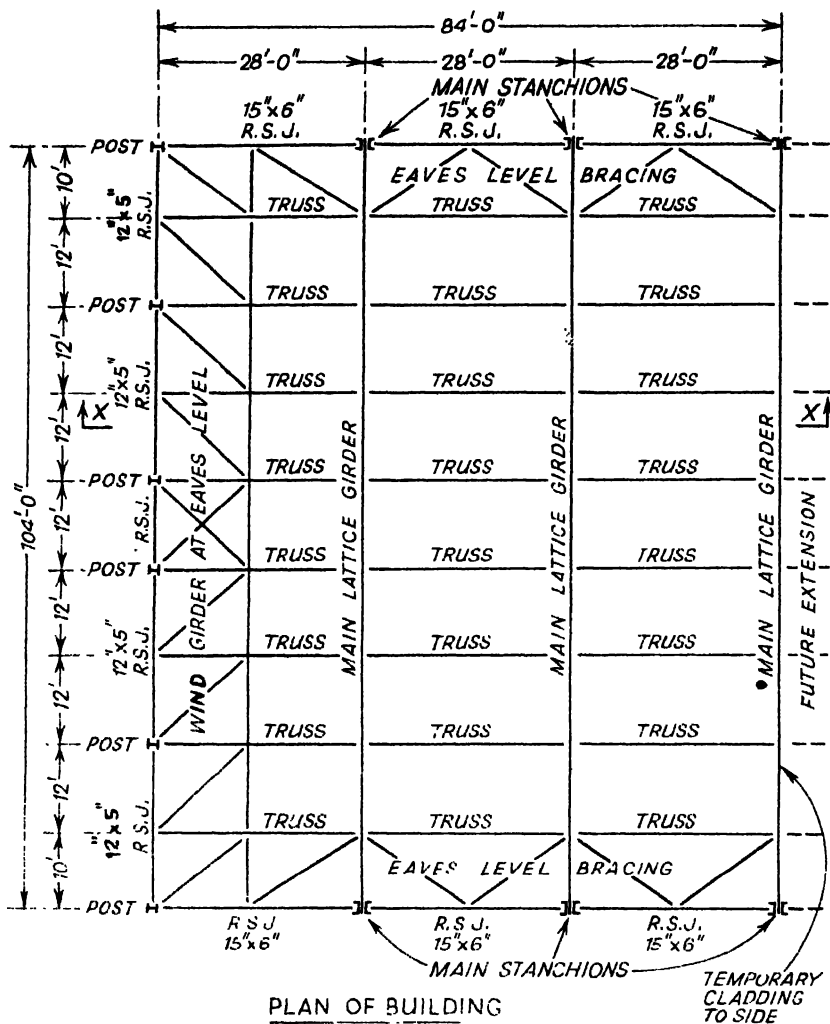 84'-0"
28'-0" 28'-0" 28'-0"
MAIN STANCHIONS
15"x6" 15"x6" 15"x6"
R.S.J. R.S.J. R.S.J.
POST
EAVES LEVEL BRACING
10'
12"x5"
R.S.J.
TRUSS TRUSS TRUSS
12'
POST
TRUSS TRUSS TRUSS
12'
12"x5"
R.S.J.
TRUSS TRUSS TRUSS
X X
12'
POST
TRUSS TRUSS TRUSS
104'-0"
12'
R.S.J.
POST
TRUSS TRUSS TRUSS
12'
12"x5"
R.S.J.
TRUSS TRUSS TRUSS
12'
POST
TRUSS TRUSS TRUSS
12'
12"x5"
R.S.J.
TRUSS TRUSS TRUSS
10'
WIND GIRDER AT EAVES LEVEL
MAIN LATTICE GIRDER
MAIN LATTICE GIRDER
MAIN LATTICE GIRDER
FUTURE EXTENSION
EAVES LEVEL BRACING
POST
R.S.J R.S.J. R.S.J.
15"x6" 15"x6" 15"x6"
MAIN STANCHIONS
TEMPORARY
CLADDING
TO SIDE
PLAN OF BUILDING